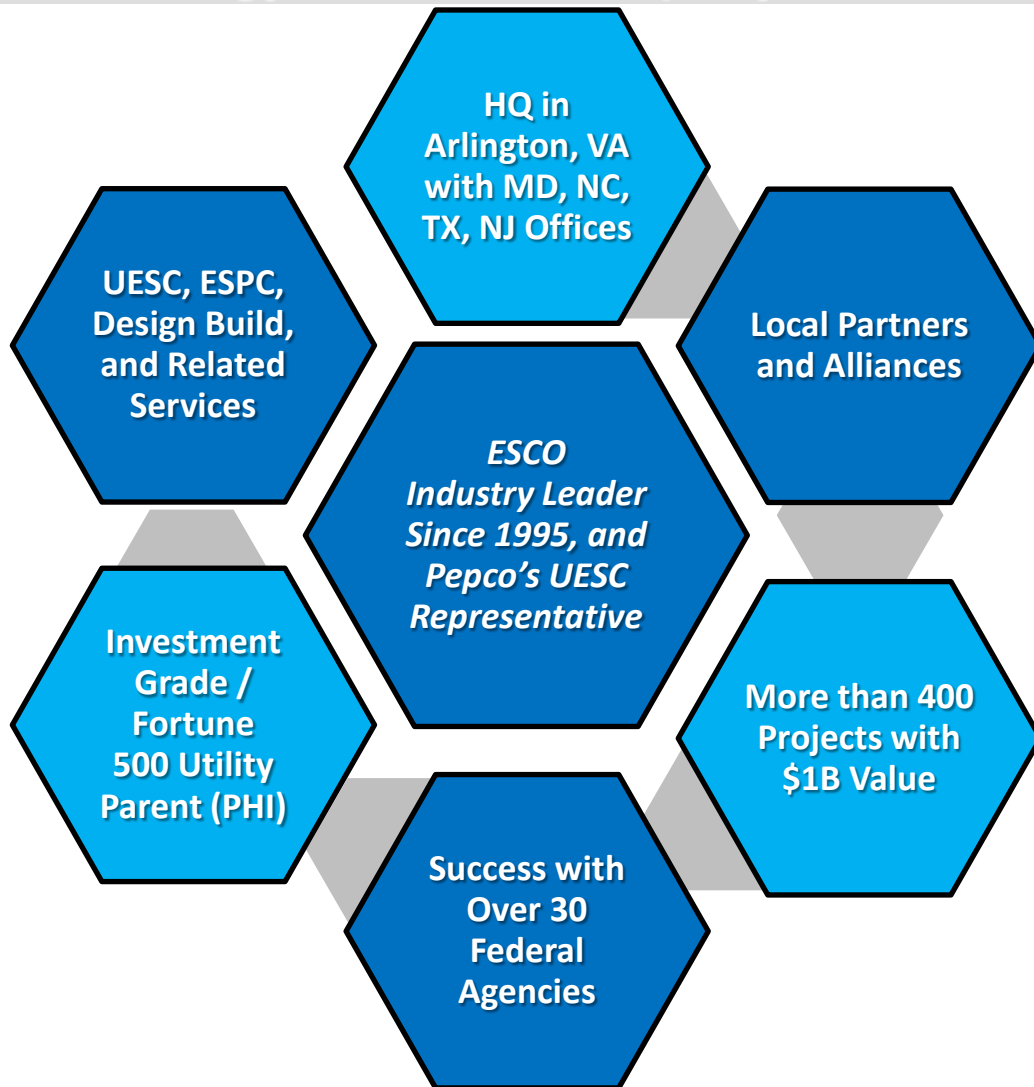 HQ in
Arlington, VA
with MD, NC,
TX, NJ Offices
Local Partners
and Alliances
More than 400
Projects with
$1B Value
Success with
Over 30
Federal
Agencies
Investment
Grade /
Fortune
500 Utility
Parent (PHI)
UESC, ESPC,
Design Build,
and Related
Services
ESCO
Industry Leader
Since 1995, and
Pepco's UESC
Representative